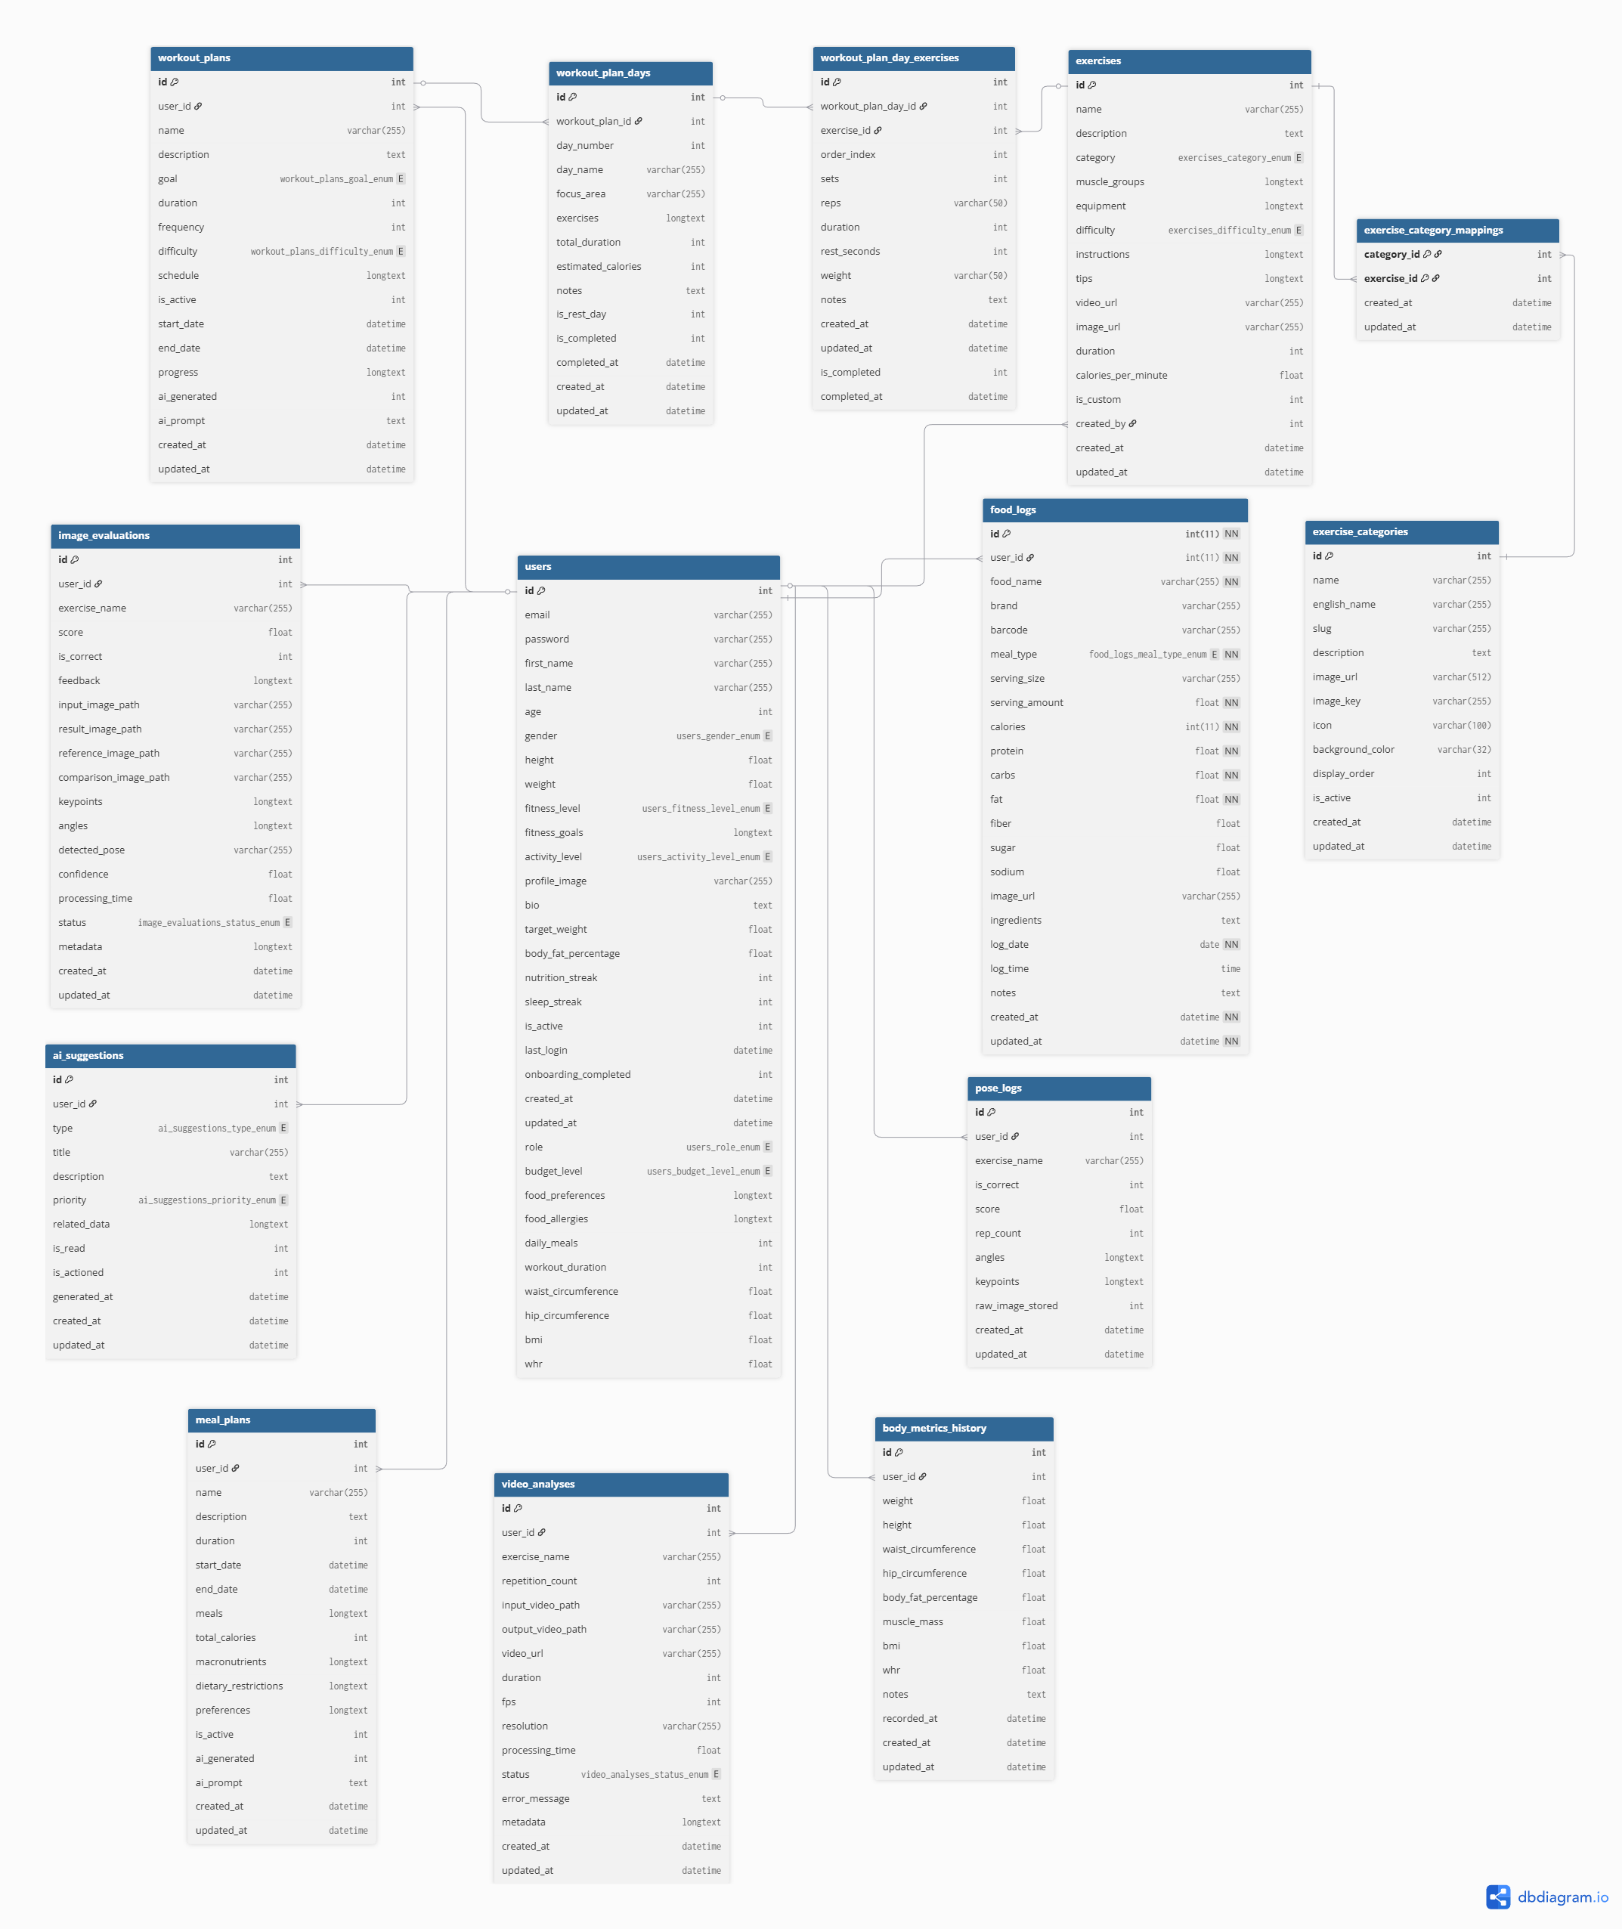 workout_plans
id int
user_id int
name varchar(255)
description text
goal workout_plans_goal_enum E
duration int
frequency int
difficulty workout_plans_difficulty_enum E
schedule longtext
is_active int
start_date datetime
end_date datetime
progress longtext
ai_generated int
ai_prompt text
created_at datetime
updated_at datetime
workout_plan_days
id int
workout_plan_id int
day_number int
day_name varchar(255)
focus_area varchar(255)
exercises longtext
total_duration int
estimated_calories int
notes text
is_rest_day int
is_completed int
completed_at datetime
created_at datetime
updated_at datetime
workout_plan_day_exercises
id int
workout_plan_day_id int
exercise_id int
order_index int
sets int
reps varchar(50)
duration int
rest_seconds int
weight varchar(50)
notes text
created_at datetime
updated_at datetime
is_completed int
completed_at datetime
exercises
id int
name varchar(255)
description text
category exercises_category_enum E
muscle_groups longtext
equipment longtext
difficulty exercises_difficulty_enum E
instructions longtext
tips longtext
video_url varchar(255)
image_url varchar(255)
duration int
calories_per_minute float
is_custom int
created_by int
created_at datetime
updated_at datetime
exercise_category_mappings
category_id int
exercise_id int
created_at datetime
updated_at datetime
image_evaluations
id int
user_id int
exercise_name varchar(255)
score float
is_correct int
feedback longtext
input_image_path varchar(255)
result_image_path varchar(255)
reference_image_path varchar(255)
comparison_image_path varchar(255)
keypoints longtext
angles longtext
detected_pose varchar(255)
confidence float
processing_time float
status image_evaluations_status_enum E
metadata longtext
created_at datetime
updated_at datetime
users
id int
email varchar(255)
password varchar(255)
first_name varchar(255)
last_name varchar(255)
age int
gender users_gender_enum E
height float
weight float
fitness_level users_fitness_level_enum E
fitness_goals longtext
activity_level users_activity_level_enum E
profile_image varchar(255)
bio text
target_weight float
body_fat_percentage float
nutrition_streak int
sleep_streak int
is_active int
last_login datetime
onboarding_completed int
created_at datetime
updated_at datetime
role users_role_enum E
budget_level users_budget_level_enum E
food_preferences longtext
food_allergies longtext
daily_meals int
workout_duration int
waist_circumference float
hip_circumference float
bmi float
whr float
food_logs
id int(11) NN
user_id int(11) NN
food_name varchar(255) NN
brand varchar(255)
barcode varchar(255)
meal_type food_logs_meal_type_enum E NN
serving_size varchar(255)
serving_amount float NN
calories int(11) NN
protein float NN
carbs float NN
fat float NN
fiber float
sugar float
sodium float
image_url varchar(255)
ingredients text
log_date date NN
log_time time
notes text
created_at datetime NN
updated_at datetime NN
exercise_categories
id int
name varchar(255)
english_name varchar(255)
slug varchar(255)
description text
image_url varchar(512)
image_key varchar(255)
icon varchar(100)
background_color varchar(32)
display_order int
is_active int
created_at datetime
updated_at datetime
ai_suggestions
id int
user_id int
type ai_suggestions_type_enum E
title varchar(255)
description text
priority ai_suggestions_priority_enum E
related_data longtext
is_read int
is_actioned int
generated_at datetime
created_at datetime
updated_at datetime
pose_logs
id int
user_id int
exercise_name varchar(255)
is_correct int
score float
rep_count int
angles longtext
keypoints longtext
raw_image_stored int
created_at datetime
updated_at datetime
meal_plans
id int
user_id int
name varchar(255)
description text
duration int
start_date datetime
end_date datetime
meals longtext
total_calories int
macronutrients longtext
dietary_restrictions longtext
preferences longtext
is_active int
ai_generated int
ai_prompt text
created_at datetime
updated_at datetime
video_analyses
id int
user_id int
exercise_name varchar(255)
repetition_count int
input_video_path varchar(255)
output_video_path varchar(255)
video_url varchar(255)
duration int
fps int
resolution varchar(255)
processing_time float
status video_analyses_status_enum E
error_message text
metadata longtext
created_at datetime
updated_at datetime
body_metrics_history
id int
user_id int
weight float
height float
waist_circumference float
hip_circumference float
body_fat_percentage float
muscle_mass float
bmi float
whr float
notes text
recorded_at datetime
created_at datetime
updated_at datetime
dbdiagram.io